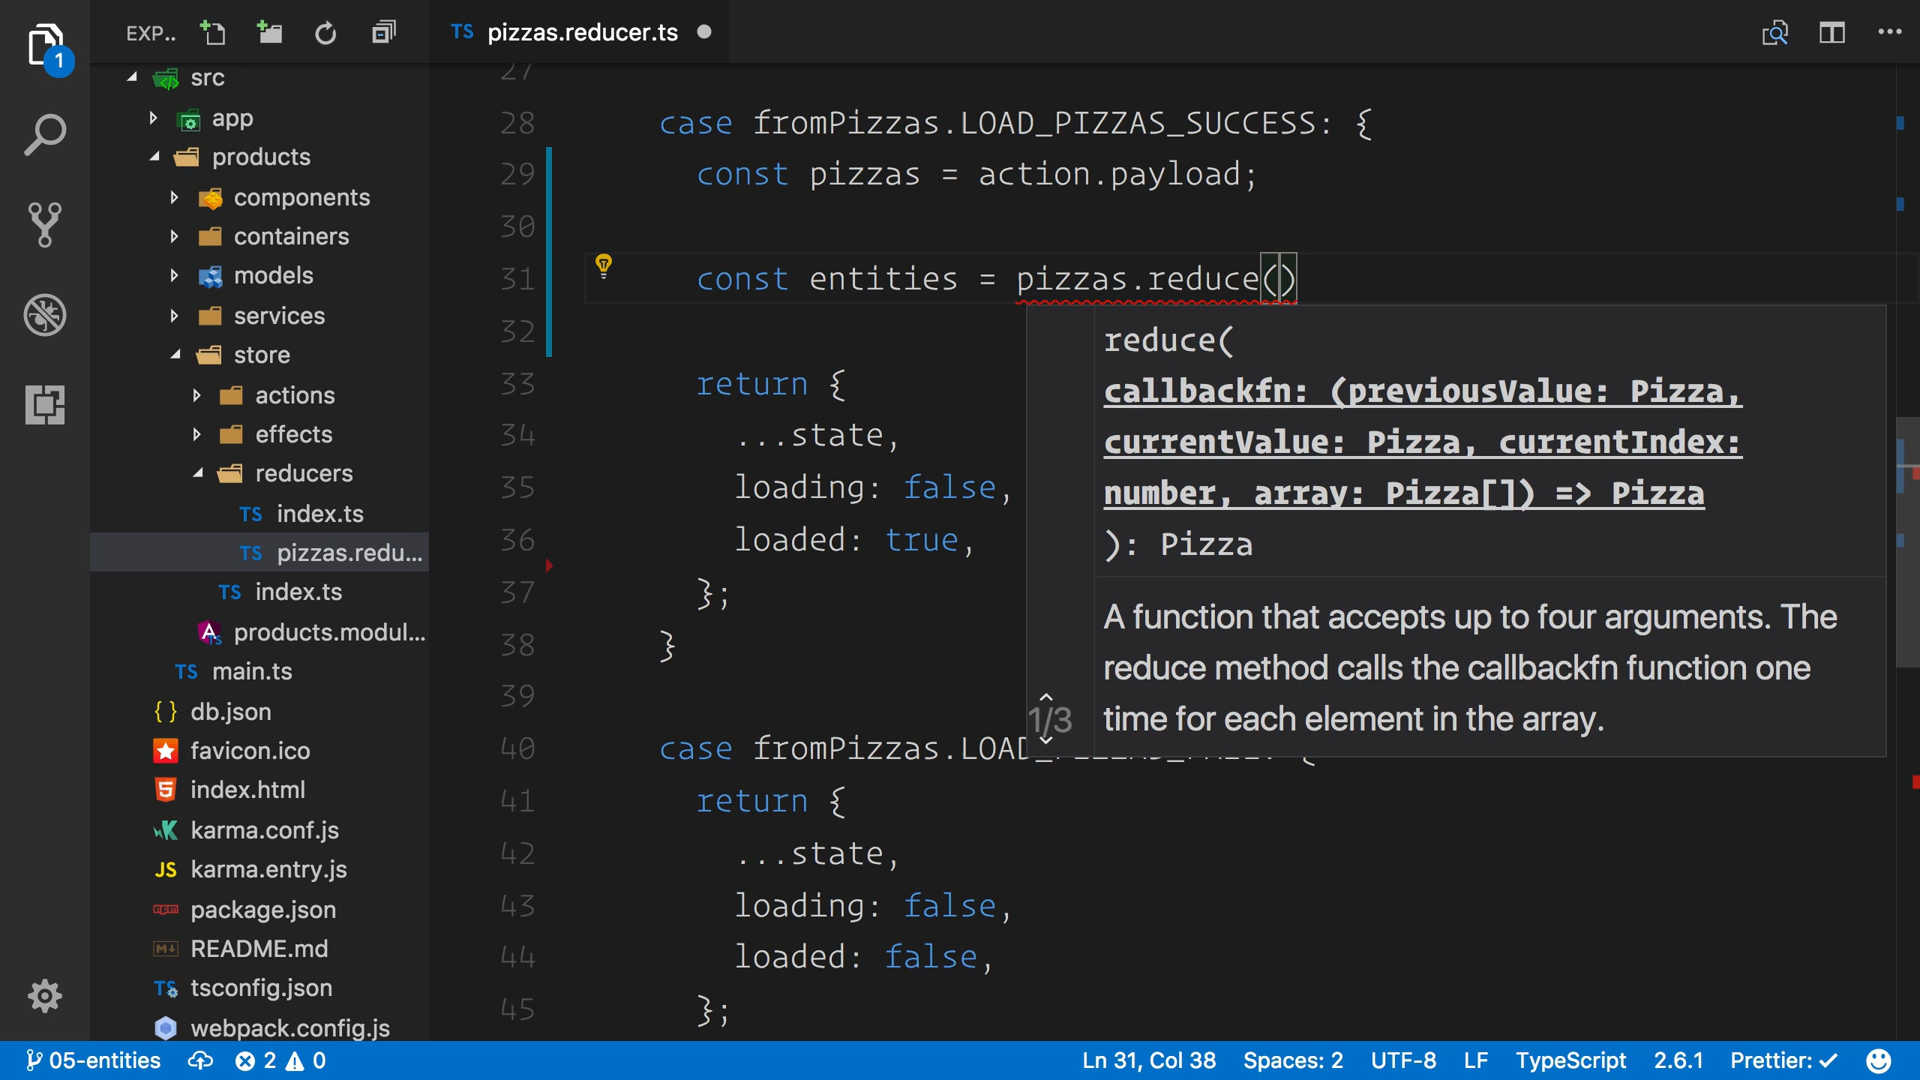 EXP..
TS pizzas.reducer.ts
1
src
app
products
components
containers
models
services
store
actions
effects
reducers
TS index.ts
TS pizzas.redu...
TS index.ts
products.modul...
TS main.ts
{ } db.json
favicon.ico
5 index.html
K karma.conf.js
JS karma.entry.js
npm package.json
M↓ README.md
TS tsconfig.json
webpack.config.js
27
28 case fromPizzas.LOAD_PIZZAS_SUCCESS: {
29 const pizzas = action.payload;
30
31 const entities = pizzas.reduce()
32
33 return {
34 ...state,
35 loading: false,
36 loaded: true,
37 };
38 }
39
40 case fromPizzas.LOAD
41 return {
42 ...state,
43 loading: false,
44 loaded: false,
45 };
reduce(
callbackfn: (previousValue: Pizza,
currentValue: Pizza, currentIndex:
number, array: Pizza[]) => Pizza
): Pizza
A function that accepts up to four arguments. The
reduce method calls the callbackfn function one
1/3 time for each element in the array.
05-entities 2 0 Ln 31, Col 38 Spaces: 2 UTF-8 LF TypeScript 2.6.1 Prettier: ✓